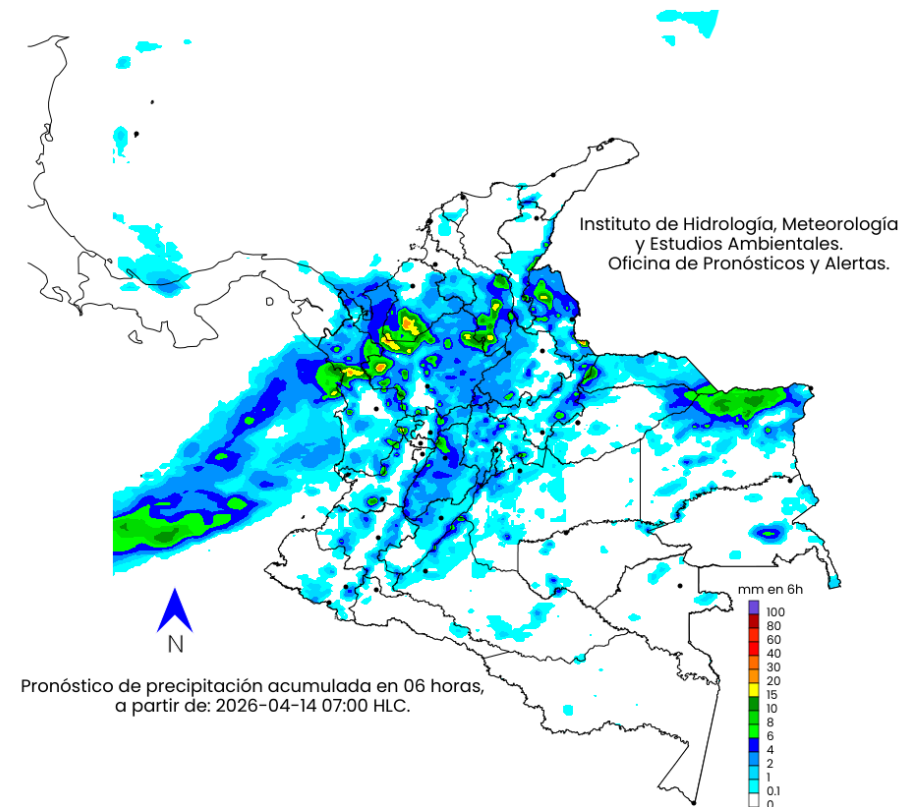 Instituto de Hidrología, Meteorología
y Estudios Ambientales.
Oficina de Pronósticos y Alertas.
mm en 6h
100
80
60
40
30
20
15
10
8
6
4
2
1
0.1
0
N
Pronóstico de precipitación acumulada en 06 horas,
a partir de: 2026-04-14 07:00 HLC.